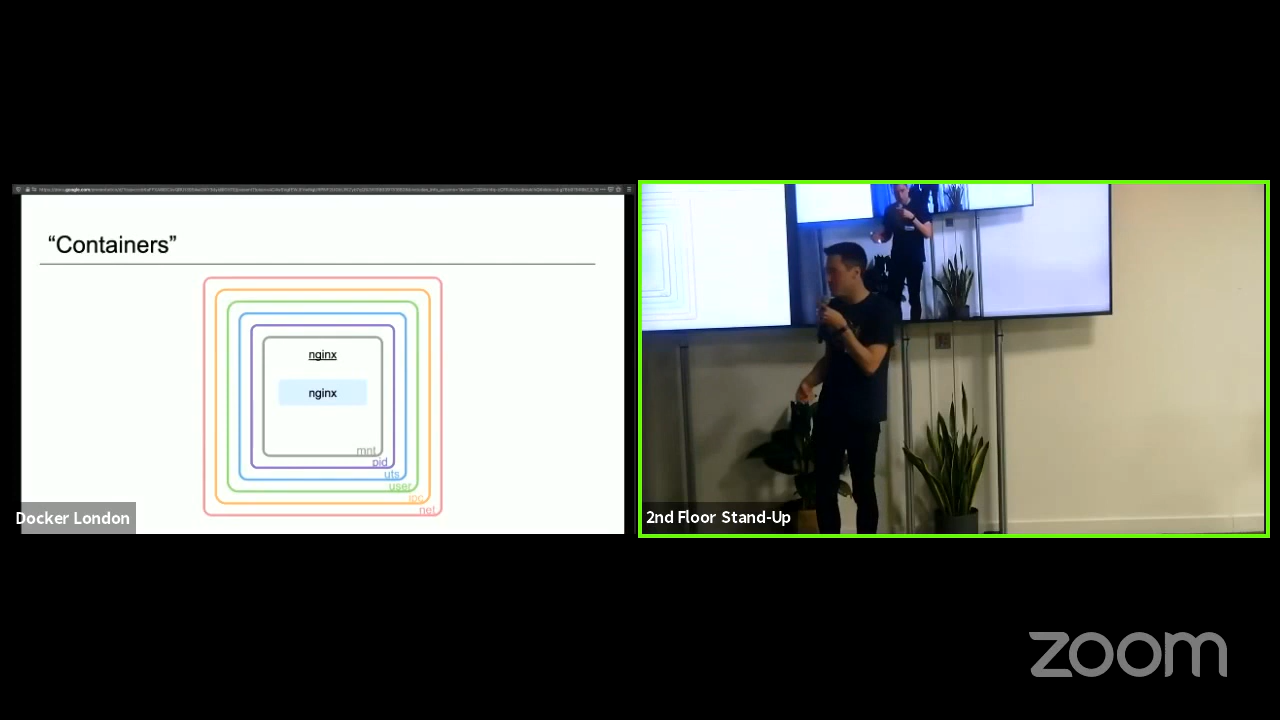 “Containers”
nginx
nginx
mnt
pid
uts
user
ipc
net
Docker London
2nd Floor Stand-Up
zoom